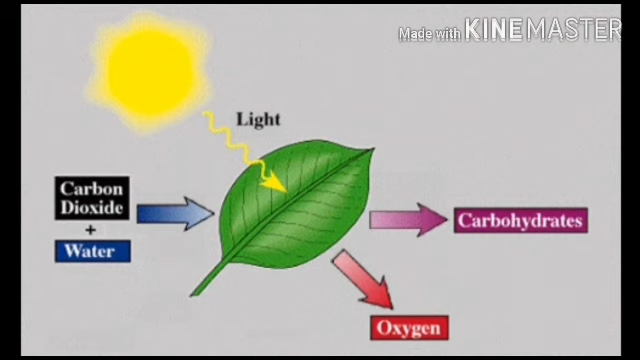 Made with KINEMASTER
Light
Carbon
Dioxide
+
Water
Carbohydrates
Oxygen